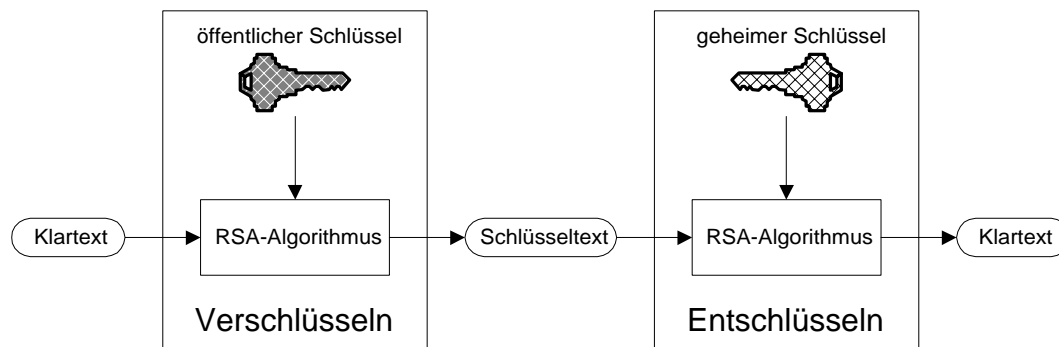 öffentlicher Schlüssel
geheimer Schlüssel
Klartext
RSA-Algorithmus
Schlüsseltext
RSA-Algorithmus
Klartext
Verschlüsseln
Entschlüsseln